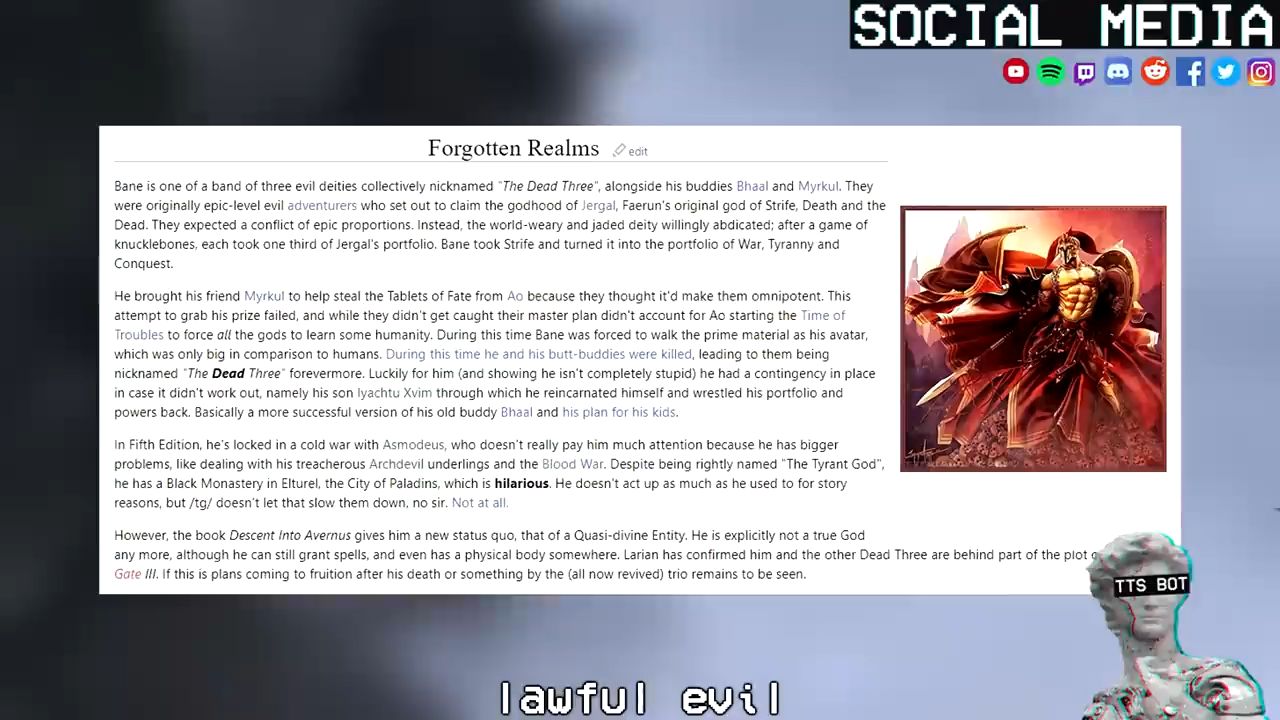 SOCIAL MEDIA
Forgotten Realms edit
Bane is one of a band of three evil deities collectively nicknamed "The Dead Three", alongside his buddies Bhaal and Myrkul. They
were originally epic-level evil adventurers who set out to claim the godhood of Jergal, Faerun's original god of Strife, Death and the
Dead. They expected a conflict of epic proportions. Instead, the world-weary and jaded deity willingly abdicated; after a game of
knucklebones, each took one third of Jergal's portfolio. Bane took Strife and turned it into the portfolio of War, Tyranny and
Conquest.
He brought his friend Myrkul to help steal the Tablets of Fate from Ao because they thought it'd make them omnipotent. This
attempt to grab his prize failed, and while they didn't get caught their master plan didn't account for Ao starting the Time of
Troubles to force all the gods to learn some humanity. During this time Bane was forced to walk the prime material as his avatar,
which was only big in comparison to humans. During this time he and his butt-buddies were killed, leading to them being
nicknamed "The Dead Three" forevermore. Luckily for him (and showing he isn't completely stupid) he had a contingency in place
in case it didn't work out, namely his son Iyachtu Xvim through which he reincarnated himself and wrestled his portfolio and
powers back. Basically a more successful version of his old buddy Bhaal and his plan for his kids.
In Fifth Edition, he's locked in a cold war with Asmodeus, who doesn't really pay him much attention because he has bigger
problems, like dealing with his treacherous Archdevil underlings and the Blood War. Despite being rightly named "The Tyrant God",
he has a Black Monastery in Elturel, the City of Paladins, which is hilarious. He doesn't act up as much as he used to for story
reasons, but /tg/ doesn't let that slow them down, no sir. Not at all.
However, the book Descent Into Avernus gives him a new status quo, that of a Quasi-divine Entity. He is explicitly not a true God
any more, although he can still grant spells, and even has a physical body somewhere. Larian has confirmed him and the other Dead Three are behind part of the plot
Gate III. If this is plans coming to fruition after his death or something by the (all now revived) trio remains to be seen.
TTS BOT
lawful evil